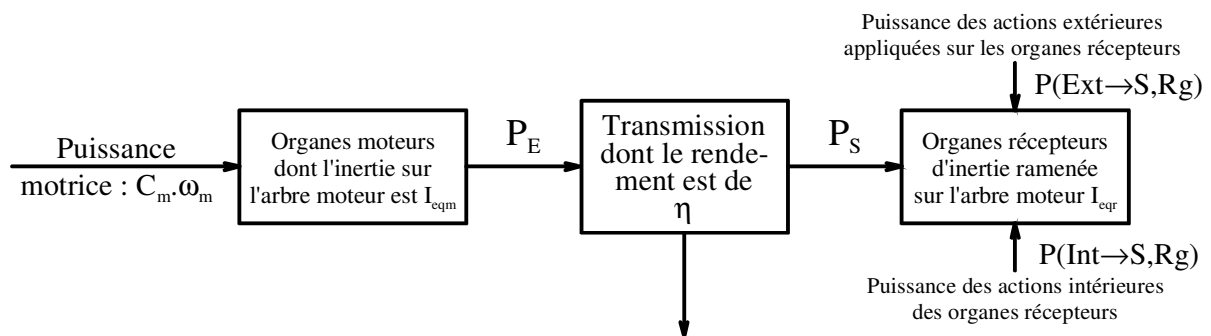 Puissance des actions extérieures
appliquées sur les organes récepteurs
P(Ext→S,Rg)
Puissance
motrice : Cm.ωm
Organes moteurs
dont l'inertie sur
l'arbre moteur est Ieqm
PE
Transmission
dont le rende-
ment est de
η
PS
Organes récepteurs
d'inertie ramenée
sur l'arbre moteur Ieqr
P(Int→S,Rg)
Puissance des actions intérieures
des organes récepteurs